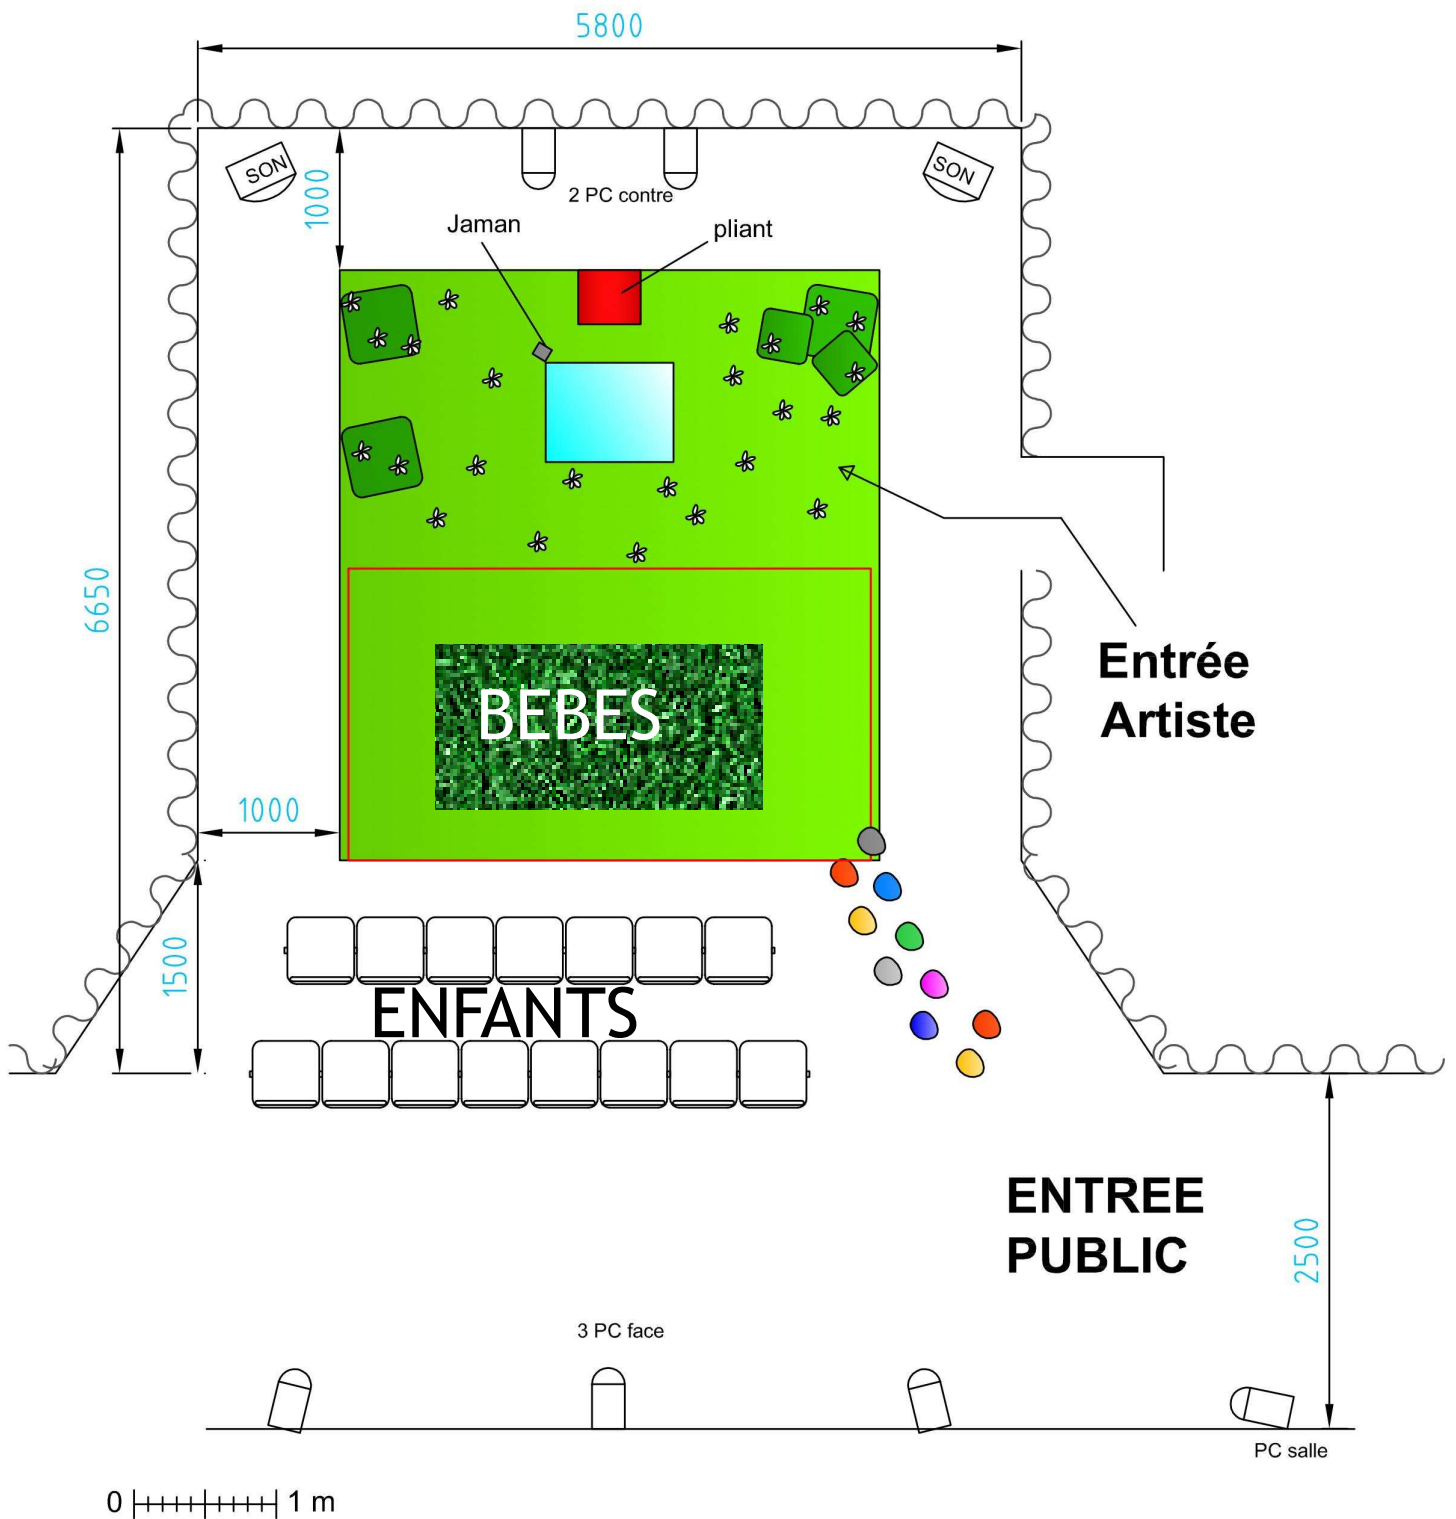 5800
SON
SON
1000
2 PC contre
Jaman
pliant
6650
Entrée
Artiste
BEBES
1000
1500
ENFANTS
ENTREE
PUBLIC
2500
3 PC face
PC salle
0 1 m